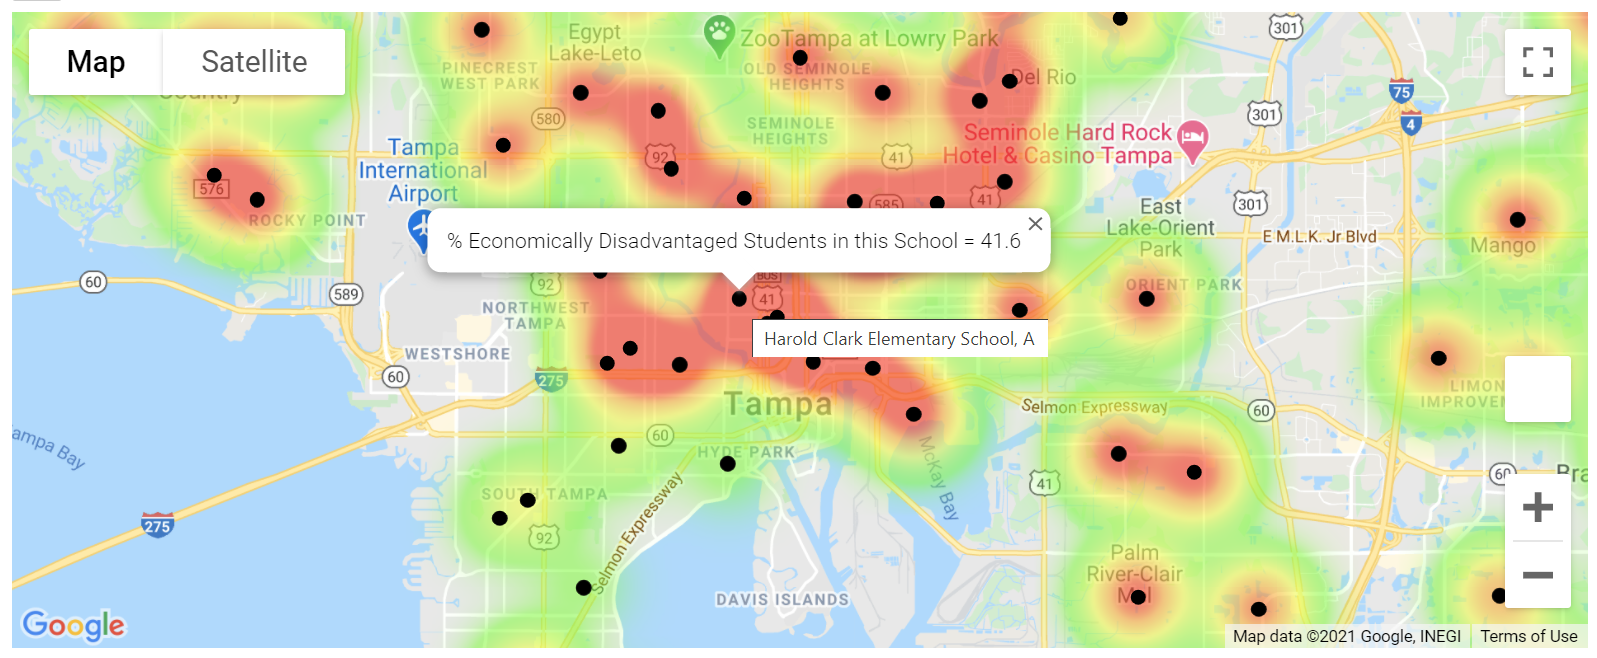 Map
Satellite
Country
Egypt
Lake-Leto
ZooTampa at Lowry Park
PINECREST
WEST PARK
OLD SEMINOLE
HEIGHTS
Del Rio
301
75
4
580
301
SEMINOLE
HEIGHTS
Seminole Hard Rock
Hotel & Casino Tampa
Tampa
International
Airport
92
41
576
ROCKY POINT
585
41
301
East
Lake-Orient
Park
E M.L.K. Jr Blvd
Mango
% Economically Disadvantaged Students in this School = 41.6
60
589
92
BUS
41
ORIENT PARK
NORTHWEST
TAMPA
Harold Clark Elementary School, A
WESTSHORE
60
275
Tampa
LIMON
IMPROVEM
Selmon Expressway
60
ampa Bay
60
HYDE PARK
McKay Bay
41
60
Bra
SOUTH TAMPA
275
92
Selmon Expressway
Palm
River-Clair
Mel
DAVIS ISLANDS
Google
Map data ©2021 Google, INEGI
Terms of Use